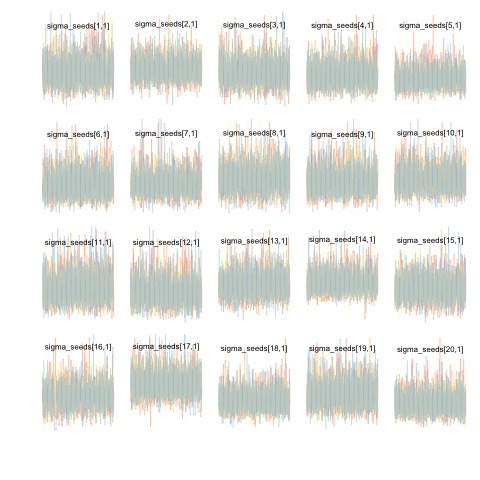 sigma_seeds[1,1]
sigma_seeds[2,1]
sigma_seeds[3,1]
sigma_seeds[4,1]
sigma_seeds[5,1]
sigma_seeds[6,1]
sigma_seeds[7,1]
sigma_seeds[8,1]
sigma_seeds[9,1]
sigma_seeds[10,1]
sigma_seeds[11,1]
sigma_seeds[12,1]
sigma_seeds[13,1]
sigma_seeds[14,1]
sigma_seeds[15,1]
sigma_seeds[16,1]
sigma_seeds[17,1]
sigma_seeds[18,1]
sigma_seeds[19,1]
sigma_seeds[20,1]